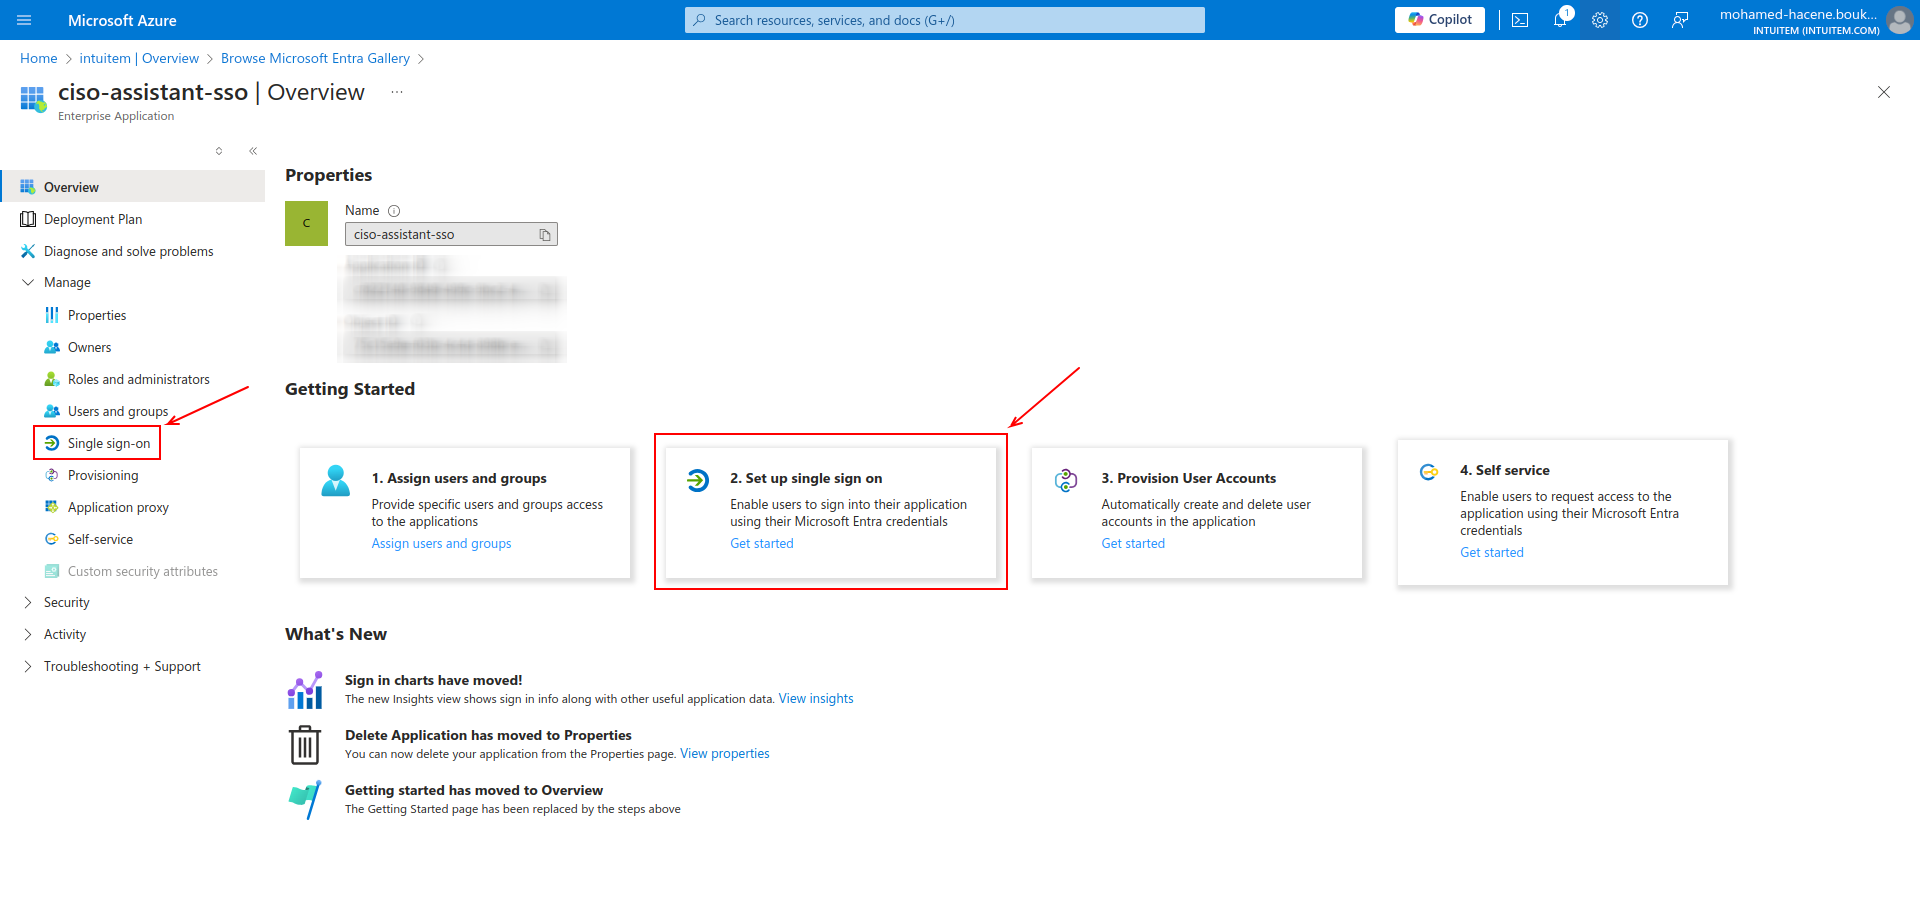 Microsoft Azure
Search resources, services, and docs (G+/)
Copilot
1
mohamed-hacene.bouk...
INTUITEM (INTUITEM.COM)
Home > intuitem | Overview > Browse Microsoft Entra Gallery >
ciso-assistant-sso | Overview ...
Enterprise Application
Overview
Deployment Plan
Diagnose and solve problems
Manage
Properties
Owners
Roles and administrators
Users and groups
Single sign-on
Provisioning
Application proxy
Self-service
Custom security attributes
Security
Activity
Troubleshooting + Support
Properties
C
Name
ciso-assistant-sso
Getting Started
1. Assign users and groups
Provide specific users and groups access
to the applications
Assign users and groups
2. Set up single sign on
Enable users to sign into their application
using their Microsoft Entra credentials
Get started
3. Provision User Accounts
Automatically create and delete user
accounts in the application
Get started
4. Self service
Enable users to request access to the
application using their Microsoft Entra
credentials
Get started
What's New
Sign in charts have moved!
The new Insights view shows sign in info along with other useful application data. View insights
Delete Application has moved to Properties
You can now delete your application from the Properties page. View properties
Getting started has moved to Overview
The Getting Started page has been replaced by the steps above